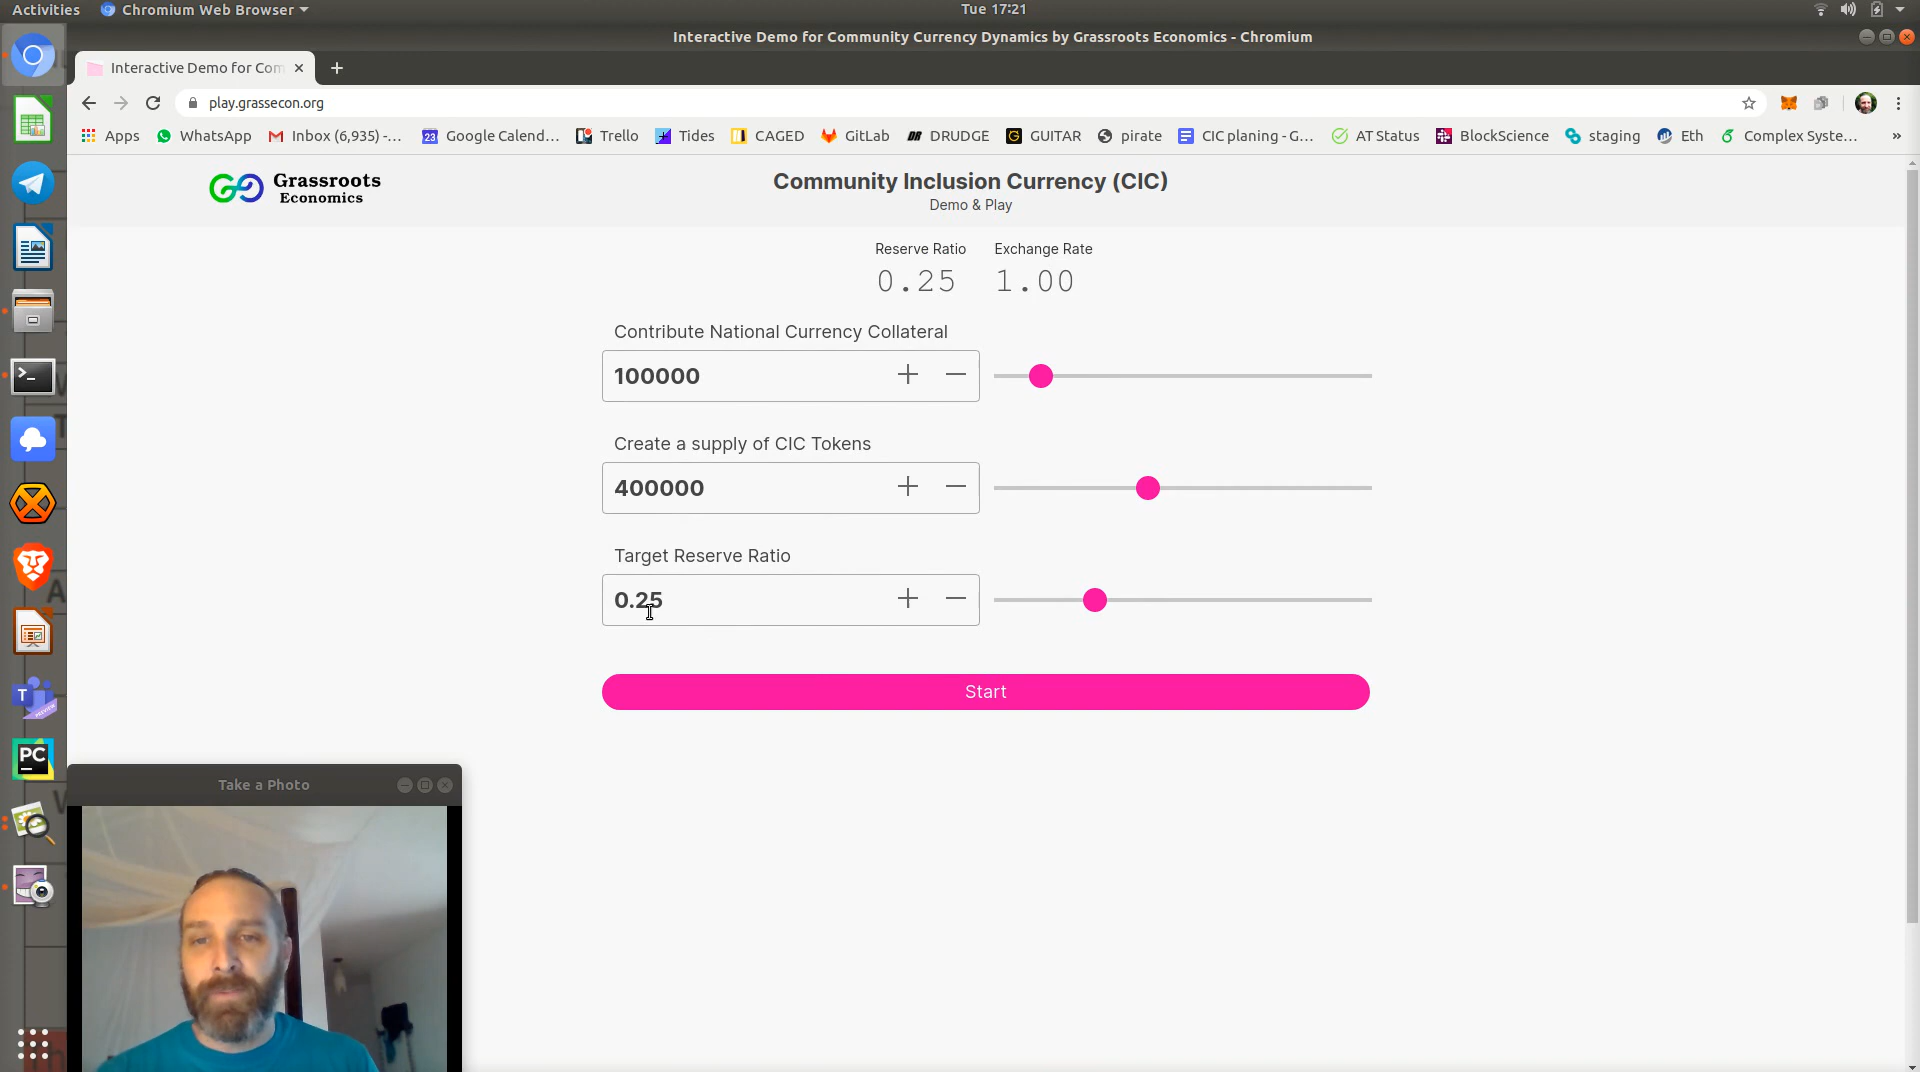 Activities Chromium Web Browser Tue 17:21
Interactive Demo for Community Currency Dynamics by Grassroots Economics - Chromium
Interactive Demo for Com
play.grassecon.org
Apps WhatsApp Inbox (6,935) -... 23 Google Calend... Trello Tides CAGED GitLab DR DRUDGE G GUITAR pirate CIC planing - G... AT Status BlockScience staging Eth Complex Syste... »
Grassroots
Economics
Community Inclusion Currency (CIC)
Demo & Play
Reserve Ratio Exchange Rate
0.25 1.00
Contribute National Currency Collateral
100000
Create a supply of CIC Tokens
400000
Target Reserve Ratio
0.25
Start
T
PREVIEW
PC
Take a Photo